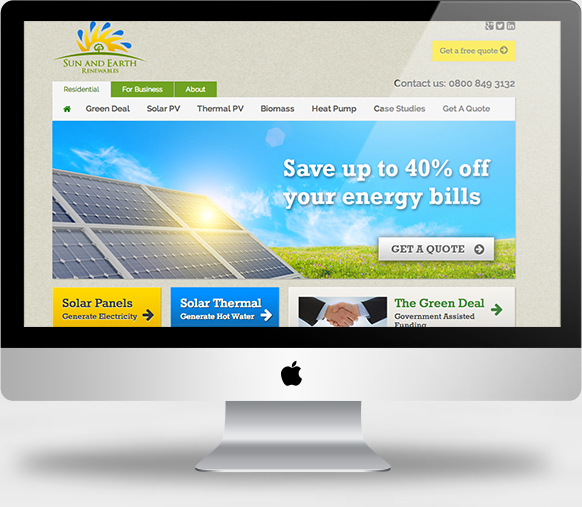 SUN AND EARTH
RENEWABLES
Get a free quote
Contact us: 0800 849 3132
Residential For Business About
Green Deal Solar PV Thermal PV Biomass Heat Pump Case Studies Get A Quote
Save up to 40% off
your energy bills
GET A QUOTE
Solar Panels
Generate Electricity
Solar Thermal
Generate Hot Water
The Green Deal
Government Assisted
Funding